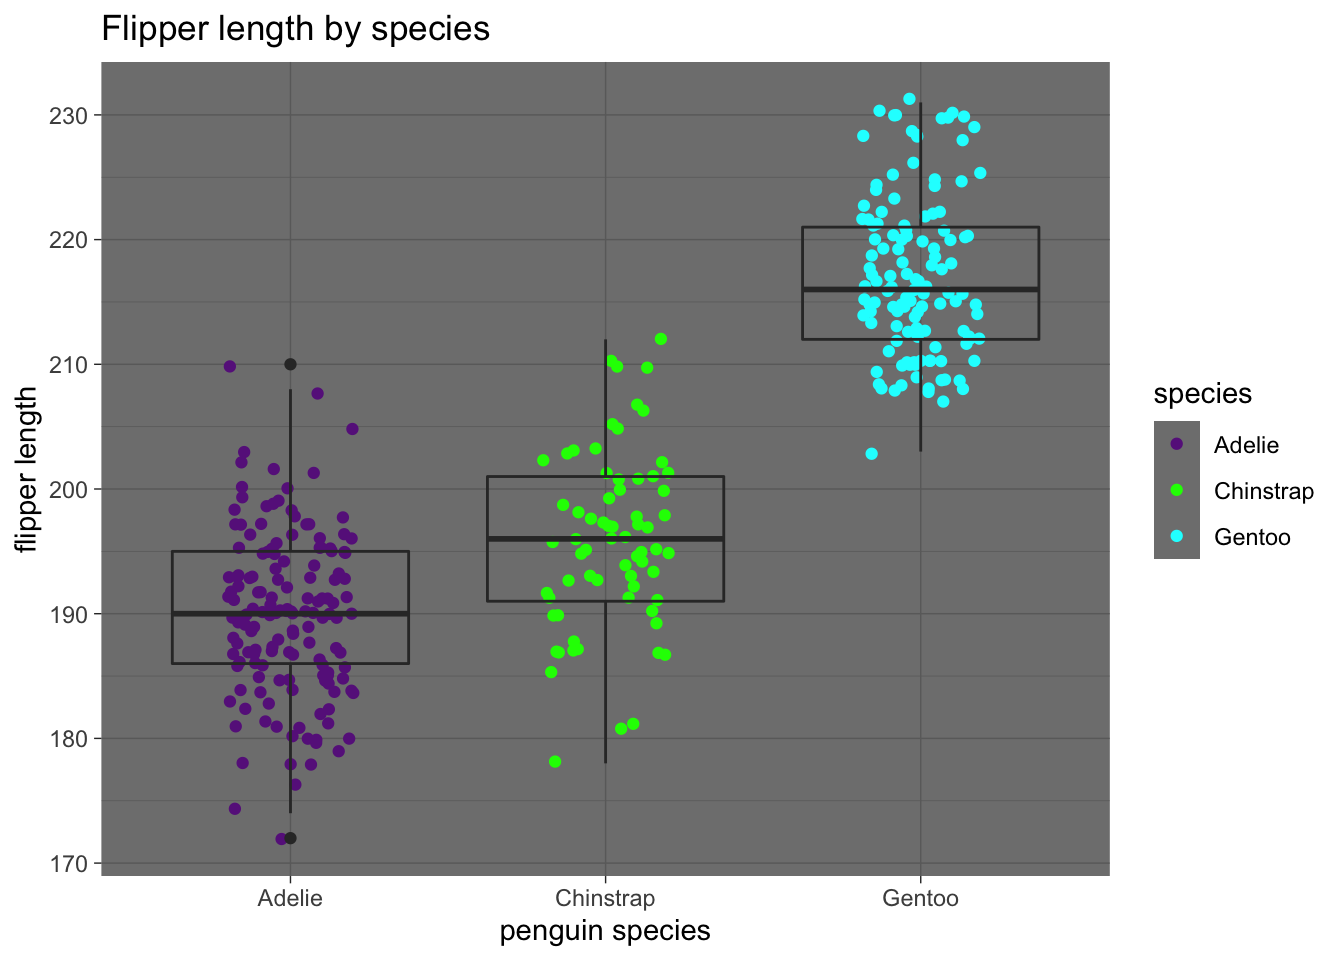 Flipper length by species
230
220
210
200
190
180
170
flipper length
Adelie
Chinstrap
Gentoo
penguin species
species
Adelie
Chinstrap
Gentoo